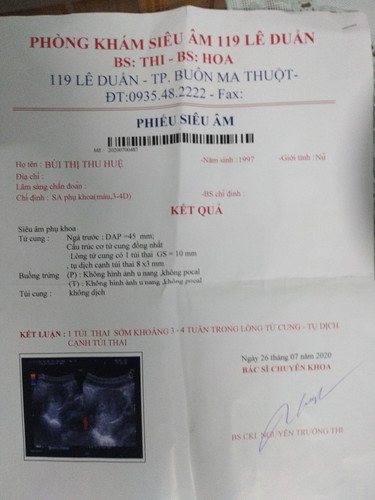 PHÒNG KHÁM SIÊU ÂM 119 LÊ DUẨN
BS: THI - BS: HOA
119 LÊ DUẨN - TP. BUÔN MA THUỘT-
ĐT:0935.48.2222 - Fax:
PHIẾU SIÊU ÂM
Họ tên : BÙI THỊ THU HUỆ -Năm sinh : 1997 -Giới tính : Nữ
Địa chỉ :
Lâm sàng chẩn đoán :
Chỉ định : SA phụ khoa(màu,3-4D) -BS chỉ định :
KẾT QUẢ
Siêu âm phụ khoa
Tử cung : Ngả trước : DAP =45 mm;
Cấu trúc cơ tử cung đồng nhất
Lòng tử cung có 1 túi thai GS = 10 mm
, tụ dịch cạnh túi thai 8 x3 mm
Buồng trứng (P) : Không hình ảnh u nang ,không pocal
(T) : Không hình ảnh u nang ,không pocal
Túi cùng : không dịch
KẾT LUẬN : 1 TÚI THAI SỚM KHOẢNG 3 - 4 TUẦN TRONG LÒNG TỬ CUNG - TỤ DỊCH
CẠNH TÚI THAI
Ngày 26 tháng 07 năm 2020
BÁC SĨ CHUYÊN KHOA
BS.CKI. NGUYỄN TRƯỜNG THI